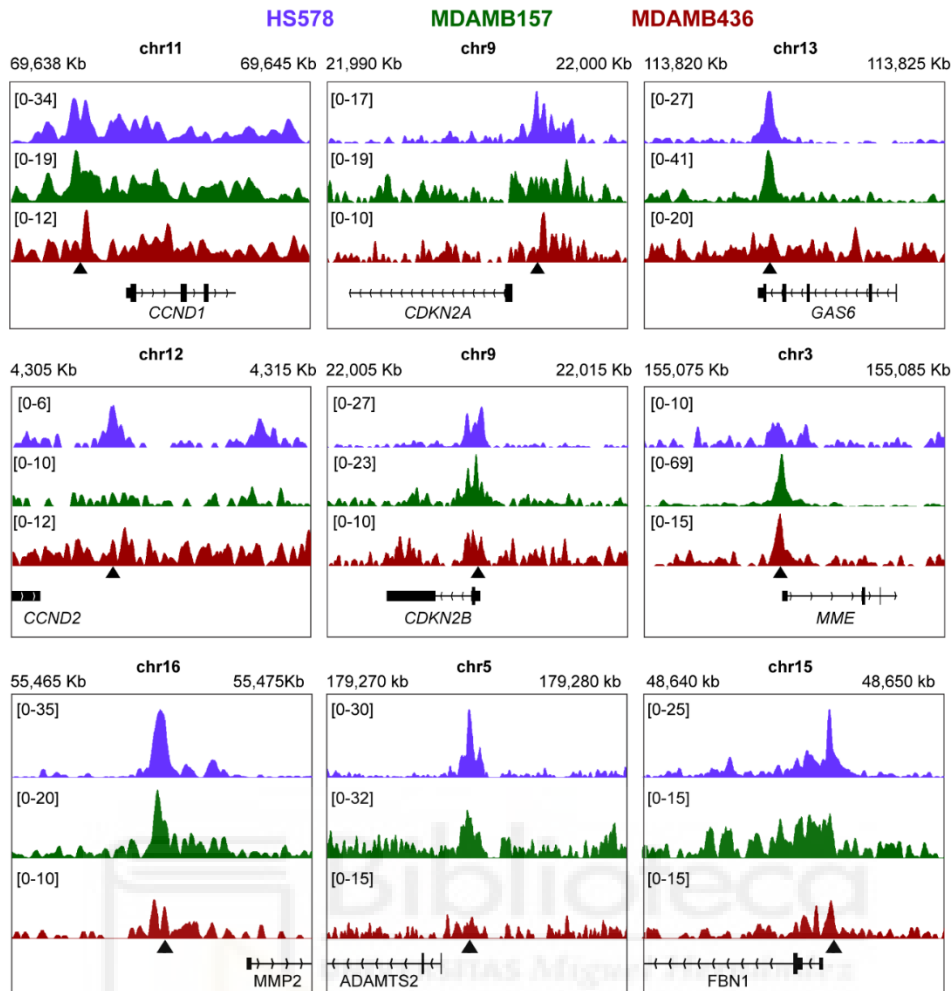 HS578 MDAMB157 MDAMB436
chr11 chr9 chr13
69,638 Kb 69,645 Kb 21,990 Kb 22,000 Kb 113,820 Kb 113,825 Kb
[0-34] [0-17] [0-27]
[0-19] [0-19] [0-41]
[0-12] [0-10] [0-20]
CCND1 CDKN2A GAS6
chr12 chr9 chr3
4,305 Kb 4,315 Kb 22,005 Kb 22,015 Kb 155,075 Kb 155,085 Kb
[0-6] [0-27] [0-10]
[0-10] [0-23] [0-69]
[0-12] [0-10] [0-15]
CCND2 CDKN2B MME
chr16 chr5 chr15
55,465 Kb 55,475Kb 179,270 kb 179,280 kb 48,640 kb 48,650 kb
[0-35] [0-30] [0-25]
[0-20] [0-32] [0-15]
[0-10] [0-15] [0-15]
Biblioteca
MMP2 ADAMTS2 FBN1
Miguel Hernández